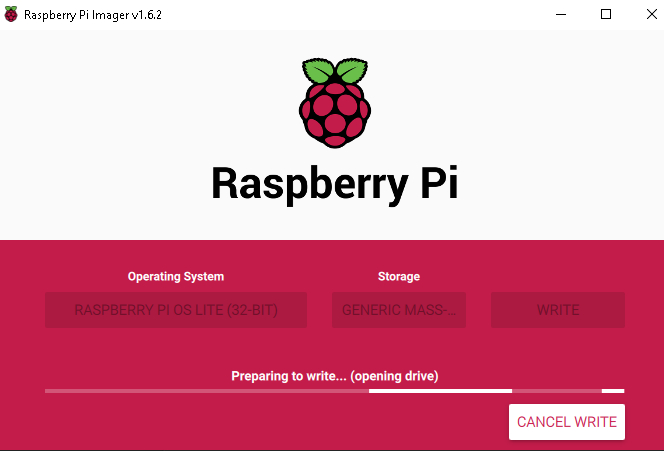 Raspberry Pi Imager v1.6.2
Raspberry Pi
Operating System
Storage
RASPBERRY PI OS LITE (32-BIT)
GENERIC MASS-...
WRITE
Preparing to write... (opening drive)
CANCEL WRITE